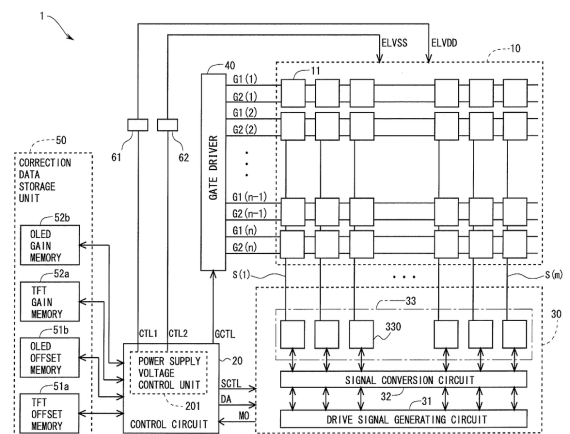 1
ELVSS
ELVDD
10
40
11
G1(1)
G2(1)
G1(2)
G2(2)
GATE DRIVER
G1(n-1)
G2(n-1)
G1(n)
G2(n)
61
62
50
CORRECTION
DATA
STORAGE
UNIT
52b
OLED
GAIN
MEMORY
52a
TFT
GAIN
MEMORY
51b
OLED
OFFSET
MEMORY
51a
TFT
OFFSET
MEMORY
S(1)
S(m)
33
30
330
CTL1
CTL2
GCTL
20
POWER SUPPLY
VOLTAGE
CONTROL UNIT
201
CONTROL CIRCUIT
SCTL
DA
MO
SIGNAL CONVERSION CIRCUIT
32
31
DRIVE SIGNAL GENERATING CIRCUIT